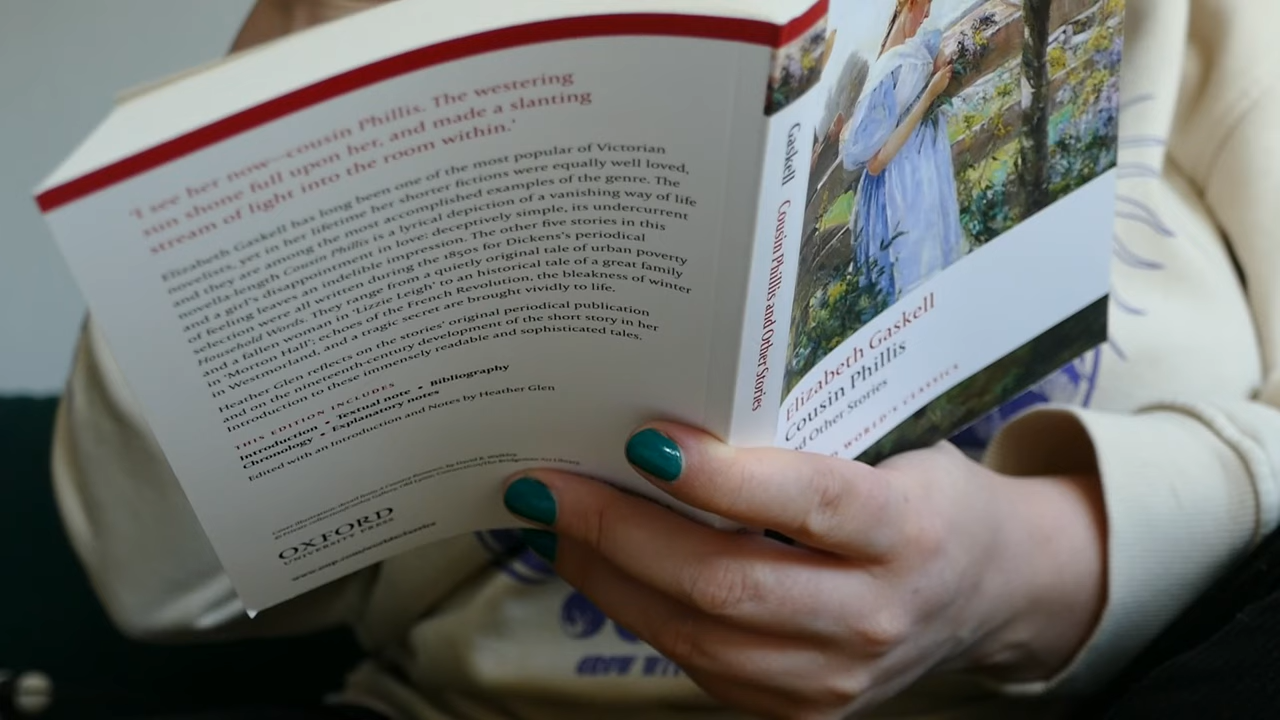 'I see her now—cousin Phillis. The westering
sun shone full upon her, and made a slanting
stream of light into the room within.'
Elizabeth Gaskell has long been one of the most popular of Victorian
novelists, yet in her lifetime her shorter fictions were equally well loved,
and they are among the most accomplished examples of the genre. The
novella-length Cousin Phillis is a lyrical depiction of a vanishing way of life
and a girl's disappointment in love: deceptively simple, its undercurrent
of feeling leaves an indelible impression. The other five stories in this
selection were all written during the 1850s for Dickens's periodical
Household Words. They range from a quietly original tale of urban poverty
and a fallen woman in 'Lizzie Leigh' to an historical tale of a great family
in 'Morton Hall'; echoes of the French Revolution, the bleakness of winter
in Westmorland, and a tragic secret are brought vividly to life.
Heather Glen reflects on the stories' original periodical publication
and on the nineteenth-century development of the short story in her
Introduction to these immensely readable and sophisticated tales.
THIS EDITION INCLUDES
Introduction • Textual note • Bibliography
Chronology • Explanatory notes
Edited with an Introduction and Notes by Heather Glen
OXFORD
UNIVERSITY PRESS
www.oup.com/worldsclassics
Gaskell Cousin Phillis and Other Stories
Elizabeth Gaskell
Cousin Phillis
Other Stories
WORLD'S CLASSICS
GROW